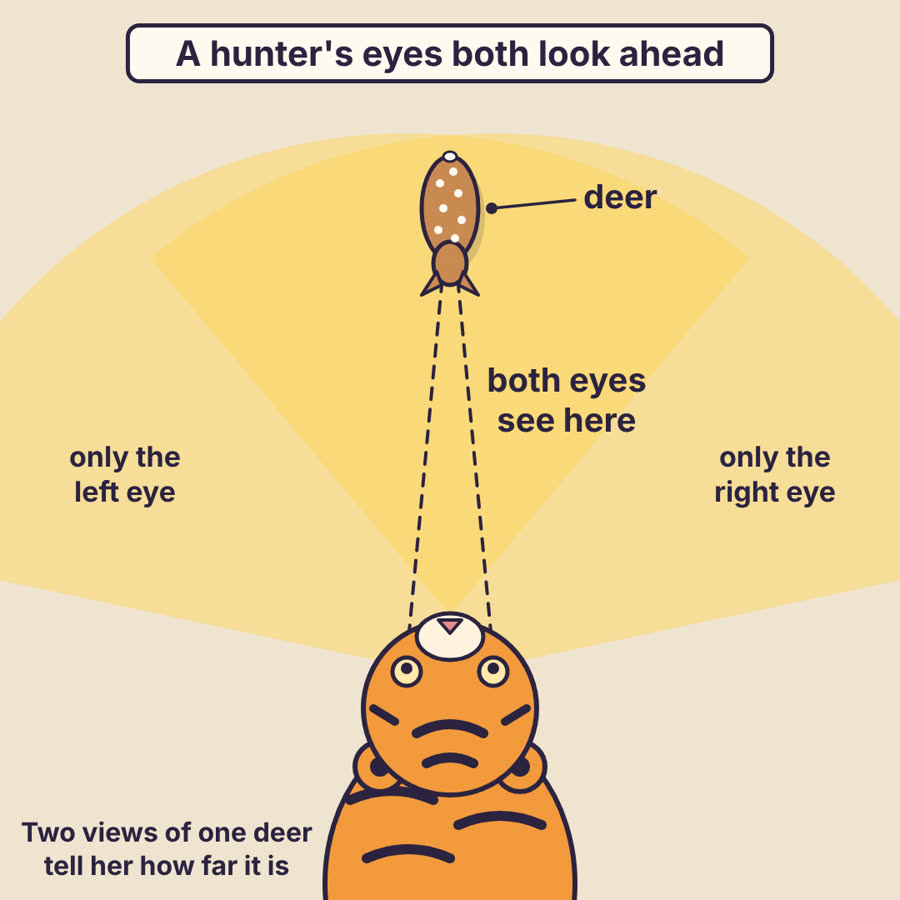 A hunter's eyes both look ahead
deer
both eyes
see here
only the
left eye
only the
right eye
Two views of one deer
tell her how far it is